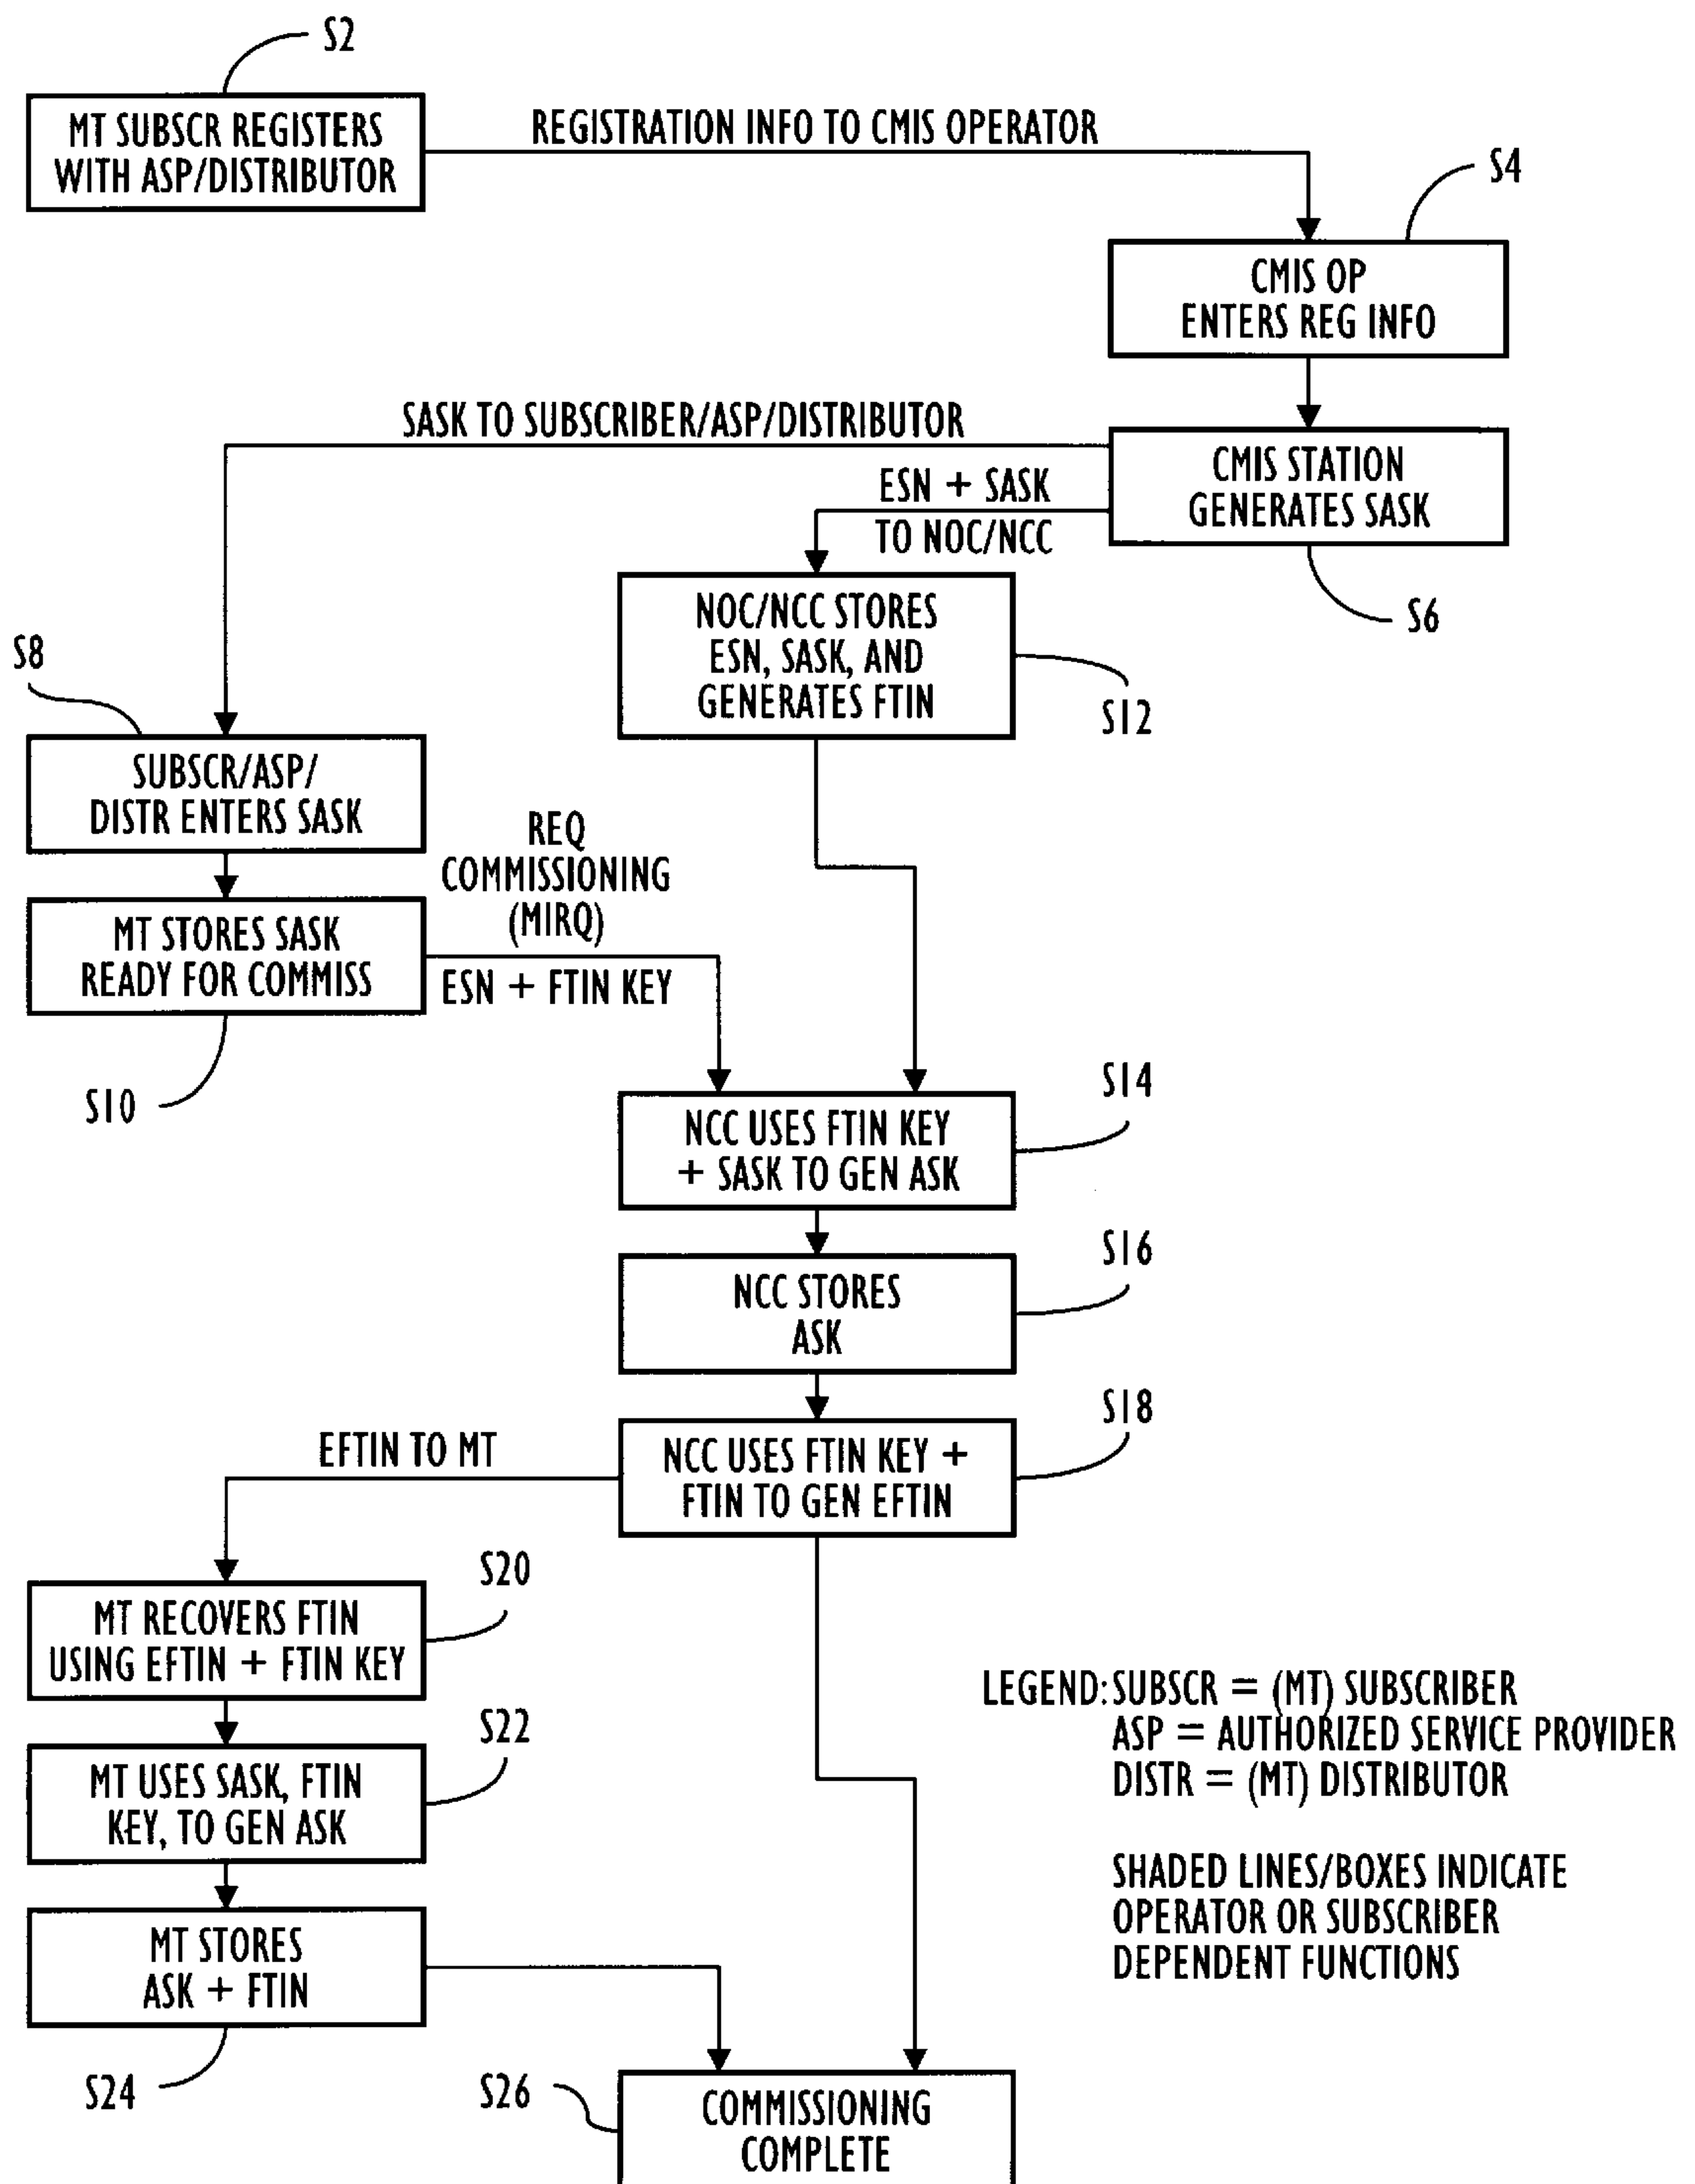 S2
MT SUBSCR REGISTERS
WITH ASP/DISTRIBUTOR
REGISTRATION INFO TO CMIS OPERATOR
S4
CMIS OP
ENTERS REG INFO
SASK TO SUBSCRIBER/ASP/DISTRIBUTOR
CMIS STATION
GENERATES SASK
ESN + SASK
TO NOC/NCC
S6
NOC/NCC STORES
ESN, SASK, AND
GENERATES FTIN
S12
S8
SUBSCR/ASP/
DISTR ENTERS SASK
REQ
COMMISSIONING
(MIRQ)
MT STORES SASK
READY FOR COMMISS
ESN + FTIN KEY
S10
S14
NCC USES FTIN KEY
+ SASK TO GEN ASK
S16
NCC STORES
ASK
S18
EFTIN TO MT
NCC USES FTIN KEY +
FTIN TO GEN EFTIN
S20
MT RECOVERS FTIN
USING EFTIN + FTIN KEY
S22
MT USES SASK, FTIN
KEY, TO GEN ASK
MT STORES
ASK + FTIN
S24
LEGEND: SUBSCR = (MT) SUBSCRIBER
ASP = AUTHORIZED SERVICE PROVIDER
DISTR = (MT) DISTRIBUTOR
SHADED LINES/BOXES INDICATE
OPERATOR OR SUBSCRIBER
DEPENDENT FUNCTIONS
S26
COMMISSIONING
COMPLETE